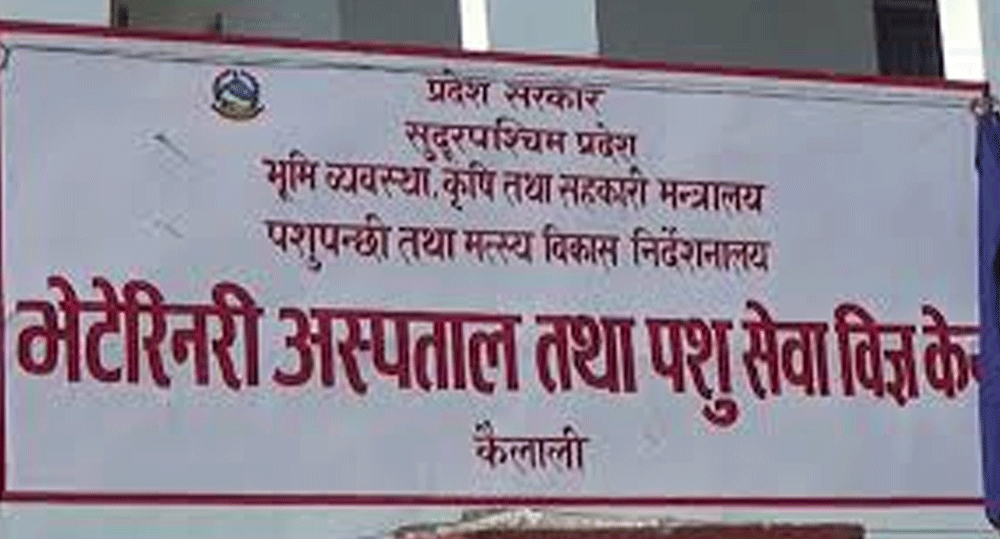 प्रदेश सरकार
सुदूरपश्चिम प्रदेश
भूमि व्यवस्था, कृषि तथा सहकारी मन्त्रालय
पशुपन्छी तथा मत्स्य विकास निर्देशनालय
भेटेरिनरी अस्पताल तथा पशु सेवा विज्ञ
कैलाली